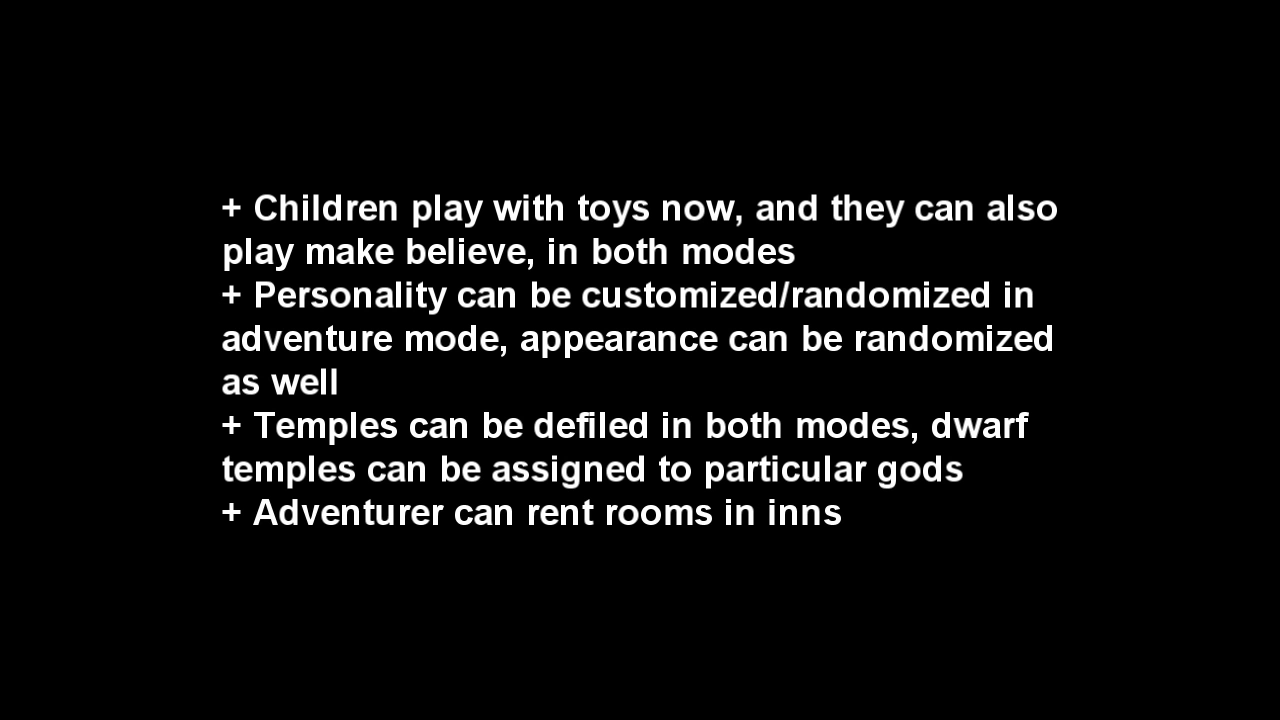 + Children play with toys now, and they can also
play make believe, in both modes
+ Personality can be customized/randomized in
adventure mode, appearance can be randomized
as well
+ Temples can be defiled in both modes, dwarf
temples can be assigned to particular gods
+ Adventurer can rent rooms in inns